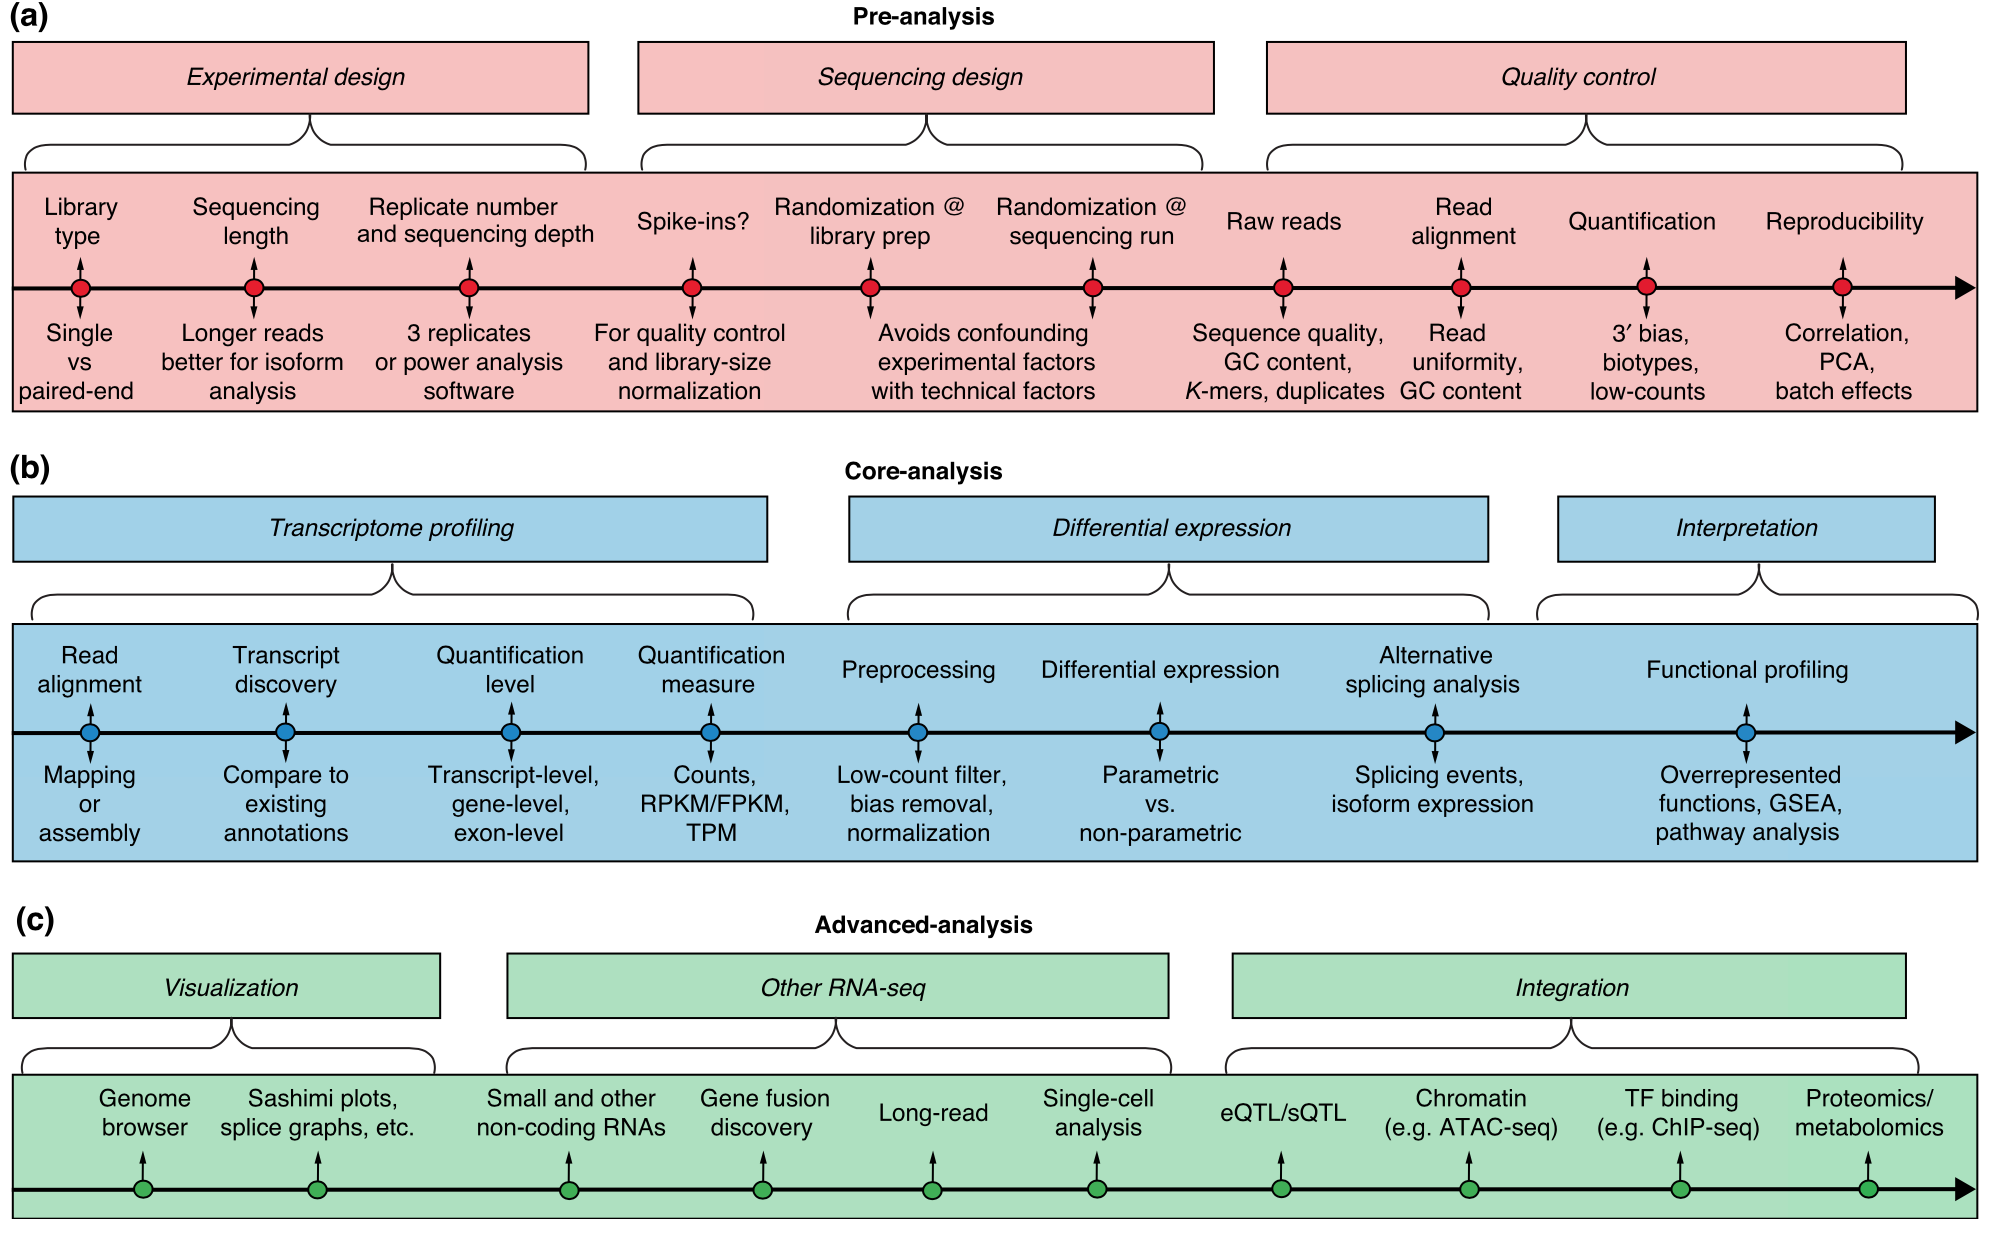 (a)
Pre-analysis
Experimental design
Sequencing design
Quality control
Library
type
Sequencing
length
Replicate number
and sequencing depth
Spike-ins?
Randomization @
library prep
Randomization @
sequencing run
Raw reads
Read
alignment
Quantification
Reproducibility
Single
vs
paired-end
Longer reads
better for isoform
analysis
3 replicates
or power analysis
software
For quality control
and library-size
normalization
Avoids confounding
experimental factors
with technical factors
Sequence quality,
GC content,
K-mers, duplicates
Read
uniformity,
GC content
3′ bias,
biotypes,
low-counts
Correlation,
PCA,
batch effects
(b)
Core-analysis
Transcriptome profiling
Differential expression
Interpretation
Read
alignment
Transcript
discovery
Quantification
level
Quantification
measure
Preprocessing
Differential expression
Alternative
splicing analysis
Functional profiling
Mapping
or
assembly
Compare to
existing
annotations
Transcript-level,
gene-level,
exon-level
Counts,
RPKM/FPKM,
TPM
Low-count filter,
bias removal,
normalization
Parametric
vs.
non-parametric
Splicing events,
isoform expression
Overrepresented
functions, GSEA,
pathway analysis
(c)
Advanced-analysis
Visualization
Other RNA-seq
Integration
Genome
browser
Sashimi plots,
splice graphs, etc.
Small and other
non-coding RNAs
Gene fusion
discovery
Long-read
Single-cell
analysis
eQTL/sQTL
Chromatin
(e.g. ATAC-seq)
TF binding
(e.g. ChIP-seq)
Proteomics/
metabolomics